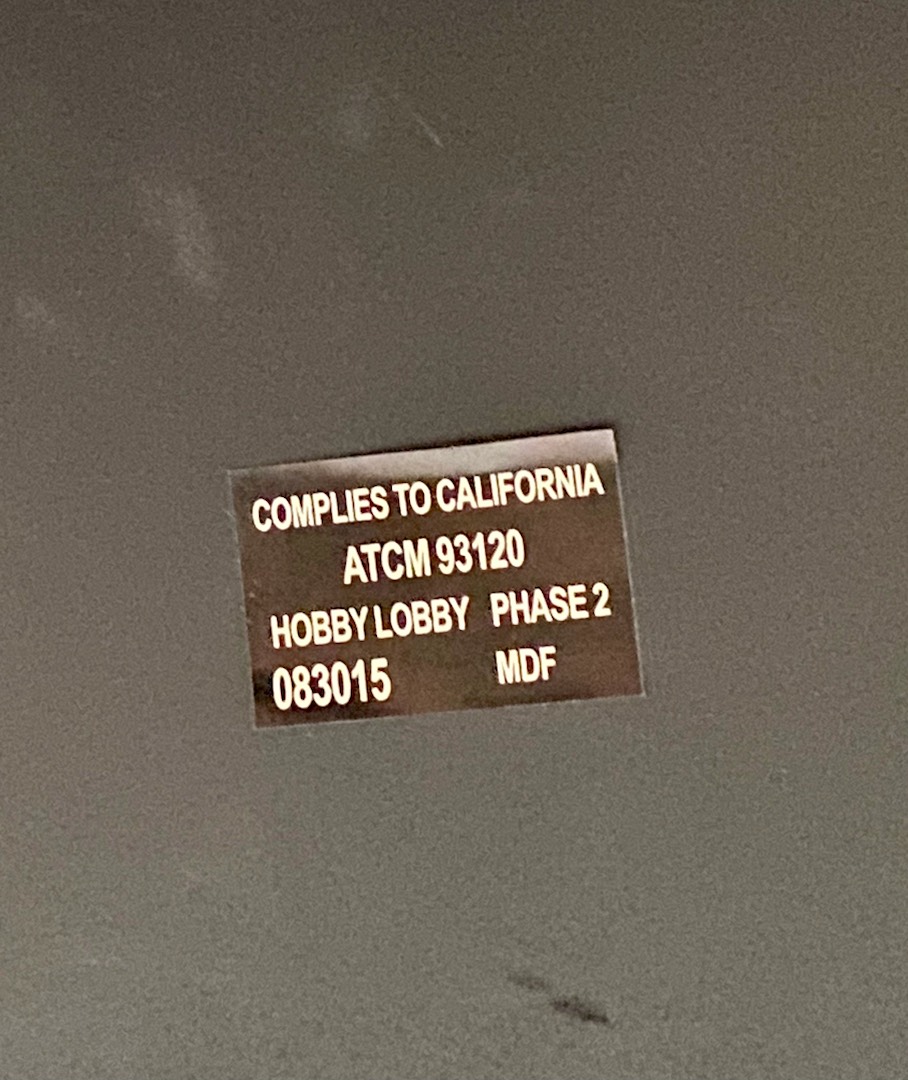 COMPLIES TO CALIFORNIA
ATCM 93120
HOBBY LOBBY PHASE 2
083015 MDF